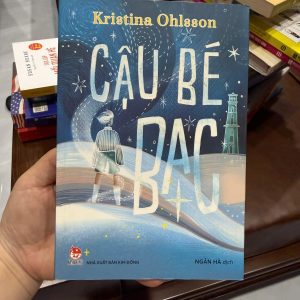 Kristina Ohlsson
CẬU BÉ
BẠC
NHÀ XUẤT BẢN KIM ĐỒNG
NGÂN HÀ dịch